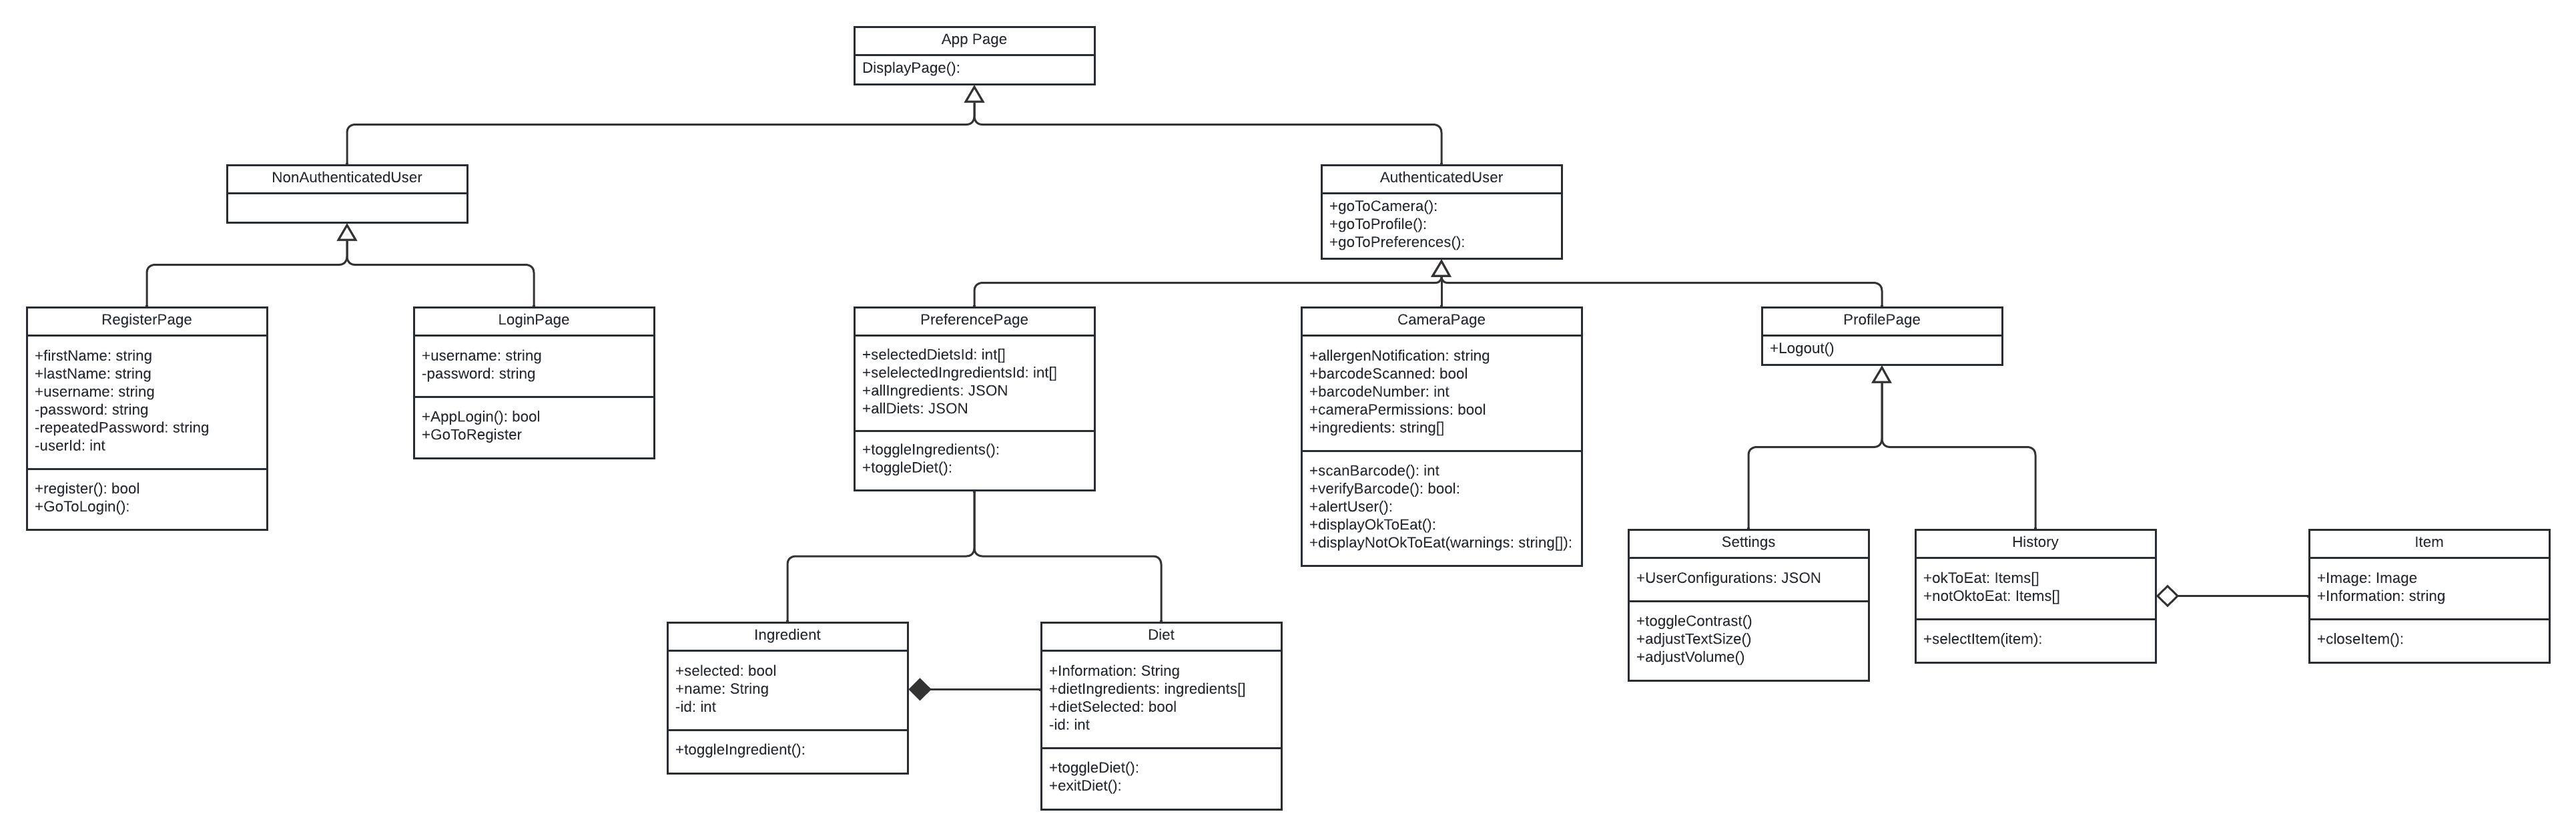 App Page
DisplayPage():
NonAuthenticatedUser
AuthenticatedUser
+goToCamera():
+goToProfile():
+goToPreferences():
RegisterPage
+firstName: string
+lastName: string
+username: string
-password: string
-repeatedPassword: string
-userId: int
+register(): bool
+GoToLogin():
LoginPage
+username: string
-password: string
+AppLogin(): bool
+GoToRegister
PreferencePage
+selectedDietsId: int[]
+selelectedIngredientsId: int[]
+allIngredients: JSON
+allDiets: JSON
+toggleIngredients():
+toggleDiet():
CameraPage
+allergenNotification: string
+barcodeScanned: bool
+barcodeNumber: int
+cameraPermissions: bool
+ingredients: string[]
+scanBarcode(): int
+verifyBarcode(): bool:
+alertUser():
+displayOkToEat():
+displayNotOkToEat(warnings: string[]):
ProfilePage
+Logout()
Settings
+UserConfigurations: JSON
+toggleContrast()
+adjustTextSize()
+adjustVolume()
History
+okToEat: Items[]
+notOktoEat: Items[]
+selectItem(item):
Item
+Image: Image
+Information: string
+closeItem():
Ingredient
+selected: bool
+name: String
-id: int
+toggleIngredient():
Diet
+Information: String
+dietIngredients: ingredients[]
+dietSelected: bool
-id: int
+toggleDiet():
+exitDiet():